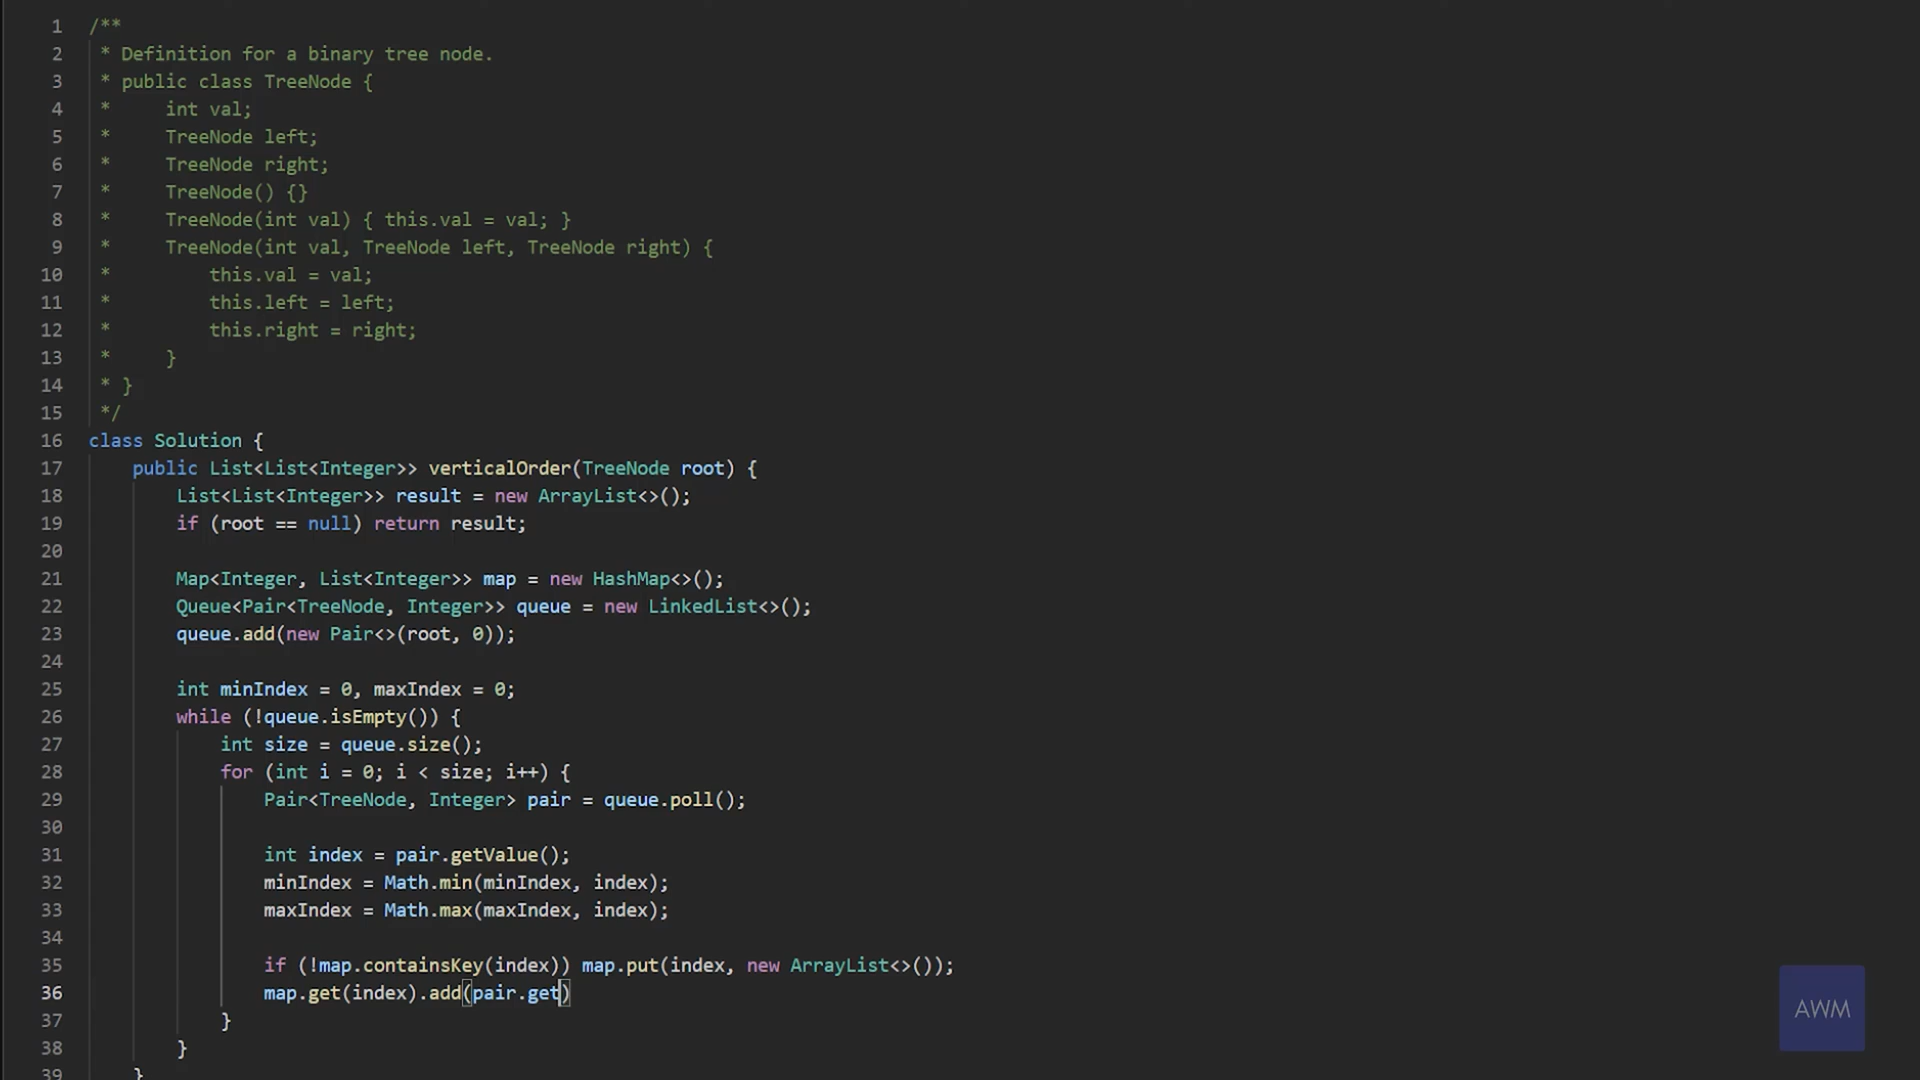 1 /**
2 * Definition for a binary tree node.
3 * public class TreeNode {
4 *     int val;
5 *     TreeNode left;
6 *     TreeNode right;
7 *     TreeNode() {}
8 *     TreeNode(int val) { this.val = val; }
9 *     TreeNode(int val, TreeNode left, TreeNode right) {
10 *         this.val = val;
11 *         this.left = left;
12 *         this.right = right;
13 *     }
14 * }
15 */
16 class Solution {
17     public List<List<Integer>> verticalOrder(TreeNode root) {
18         List<List<Integer>> result = new ArrayList<>();
19         if (root == null) return result;
20
21         Map<Integer, List<Integer>> map = new HashMap<>();
22         Queue<Pair<TreeNode, Integer>> queue = new LinkedList<>();
23         queue.add(new Pair<>(root, 0));
24
25         int minIndex = 0, maxIndex = 0;
26         while (!queue.isEmpty()) {
27             int size = queue.size();
28             for (int i = 0; i < size; i++) {
29                 Pair<TreeNode, Integer> pair = queue.poll();
30
31                 int index = pair.getValue();
32                 minIndex = Math.min(minIndex, index);
33                 maxIndex = Math.max(maxIndex, index);
34
35                 if (!map.containsKey(index)) map.put(index, new ArrayList<>());
36                 map.get(index).add(pair.get)
37             }
38         }
39     }
AWM